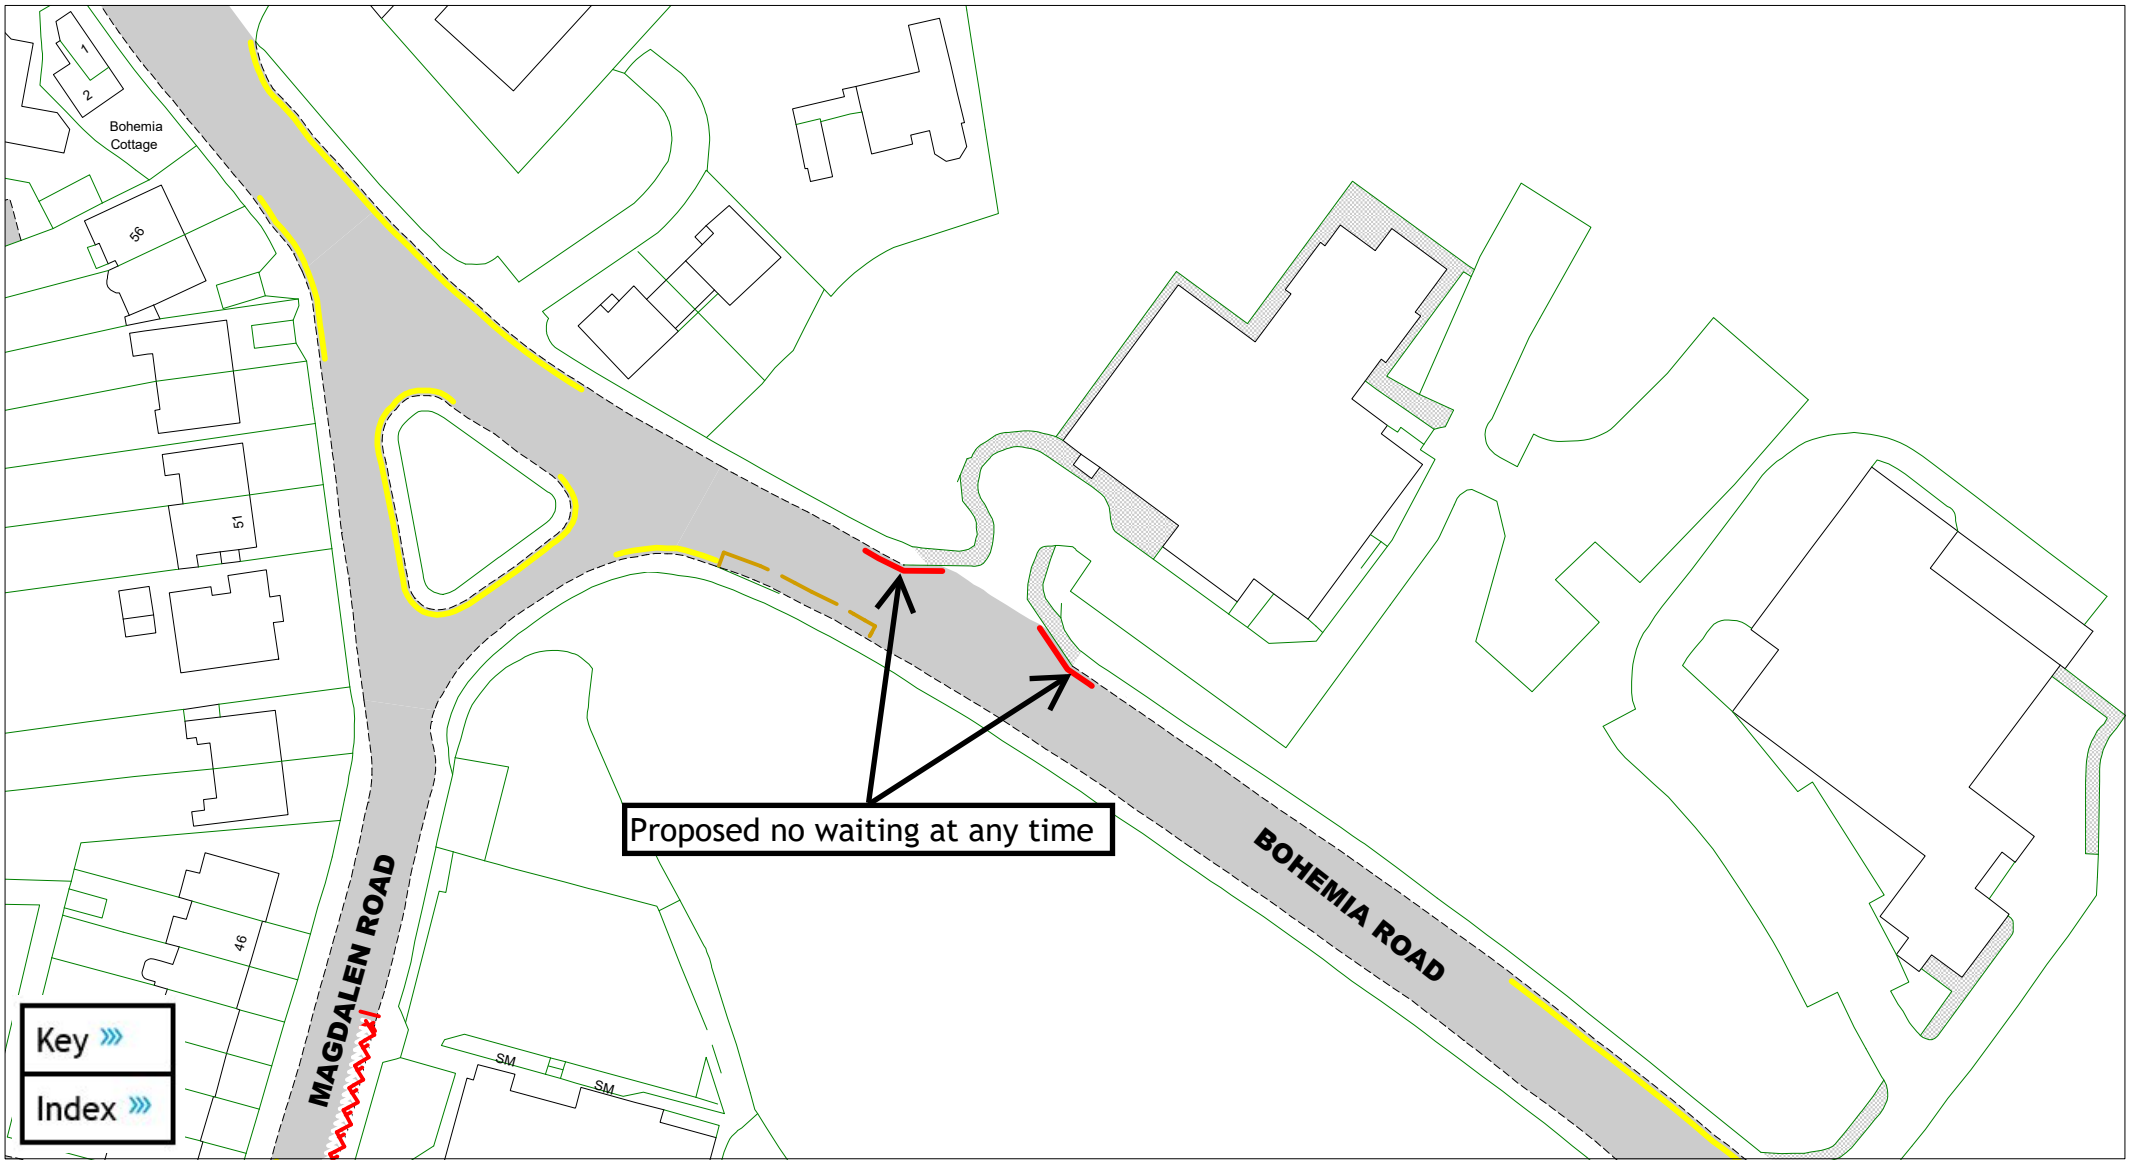 1
2
Bohemia
Cottage
56
51
Proposed no waiting at any time
BOHEMIA ROAD
MAGDALEN ROAD
46
Key
Index
SM
SM